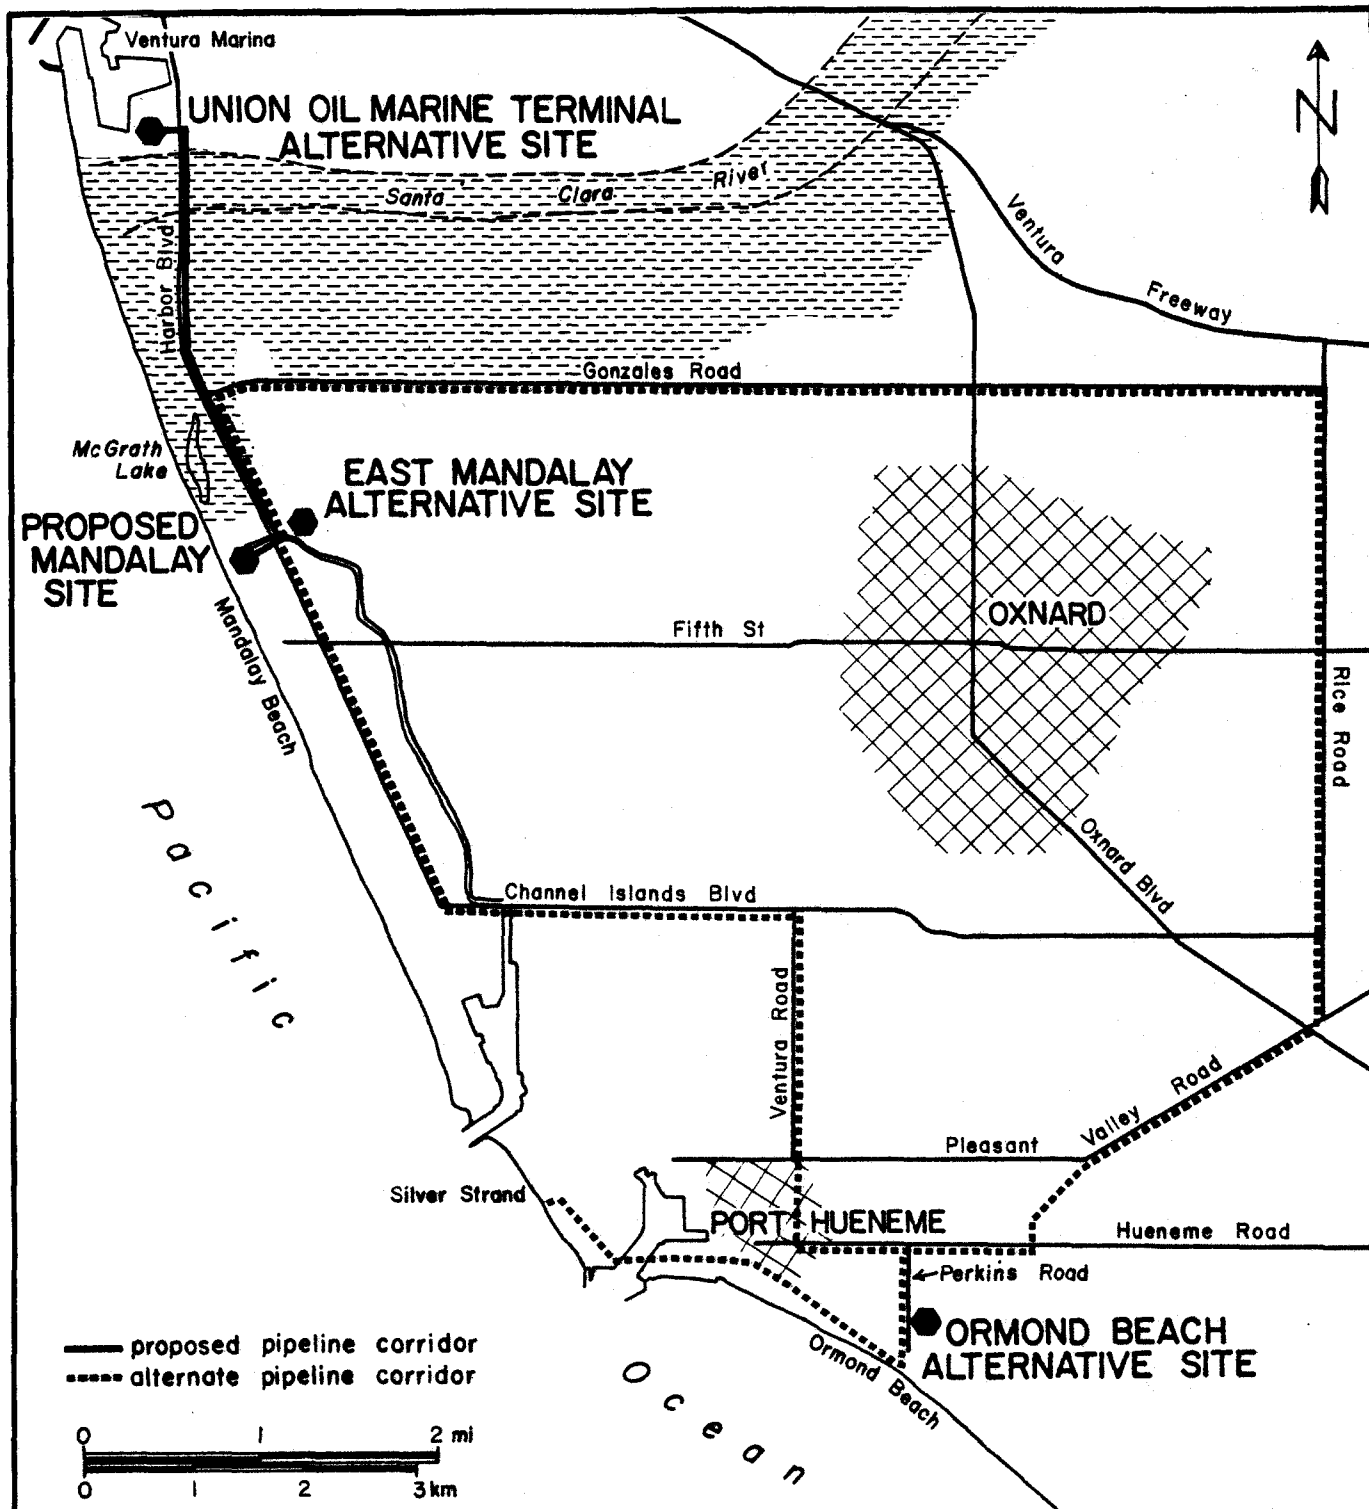 Ventura Marina
UNION OIL MARINE TERMINAL
ALTERNATIVE SITE
N
Santa Clara River
Harbor Blvd
Ventura Freeway
Gonzales Road
McGrath
Lake
EAST MANDALAY
ALTERNATIVE SITE
PROPOSED
MANDALAY
SITE
Mandalay Beach
Fifth St
OXNARD
Rice Road
Pacific
Oxnard Blvd
Channel Islands Blvd
Ventura Road
Pleasant Valley Road
Silver Strand
PORT HUENEME
Hueneme Road
Perkins Road
ORMOND BEACH
ALTERNATIVE SITE
Ormond Beach
Ocean
proposed pipeline corridor
alternate pipeline corridor
0 1 2 mi
0 1 2 3 km